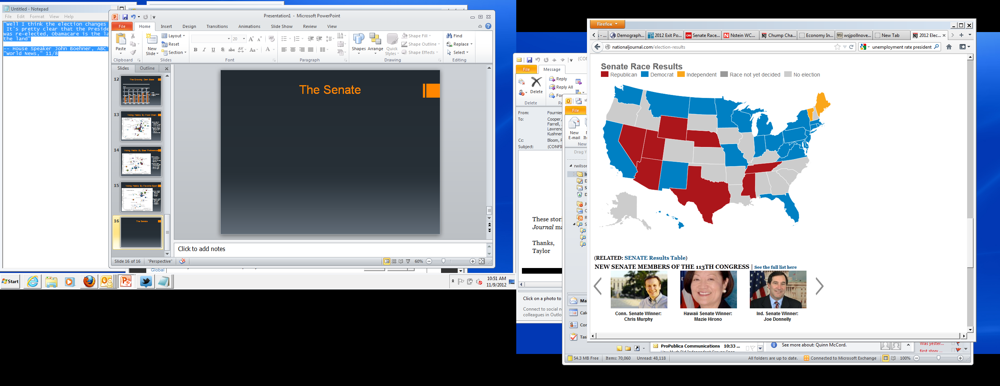 Untitled - Notepad
File Edit Format View Help
"Well I think the election changes
It's pretty clear that the Preside
was re-elected, Obamacare is the la
the land"
-- House Speaker John Boehner, ABC'
"World News," 11/8
Presentation1 - Microsoft PowerPoint
File Home Insert Design Transitions Animations Slide Show Review View
Paste
Clipboard
New
Slide
Layout
Reset
Section
Slides
20
B I U S abc AV Aa A
Font
Paragraph
Shapes Arrange Quick
Styles
Shape Fill
Shape Outline
Shape Effects
Drawing
Find
Replace
Select
Editing
Slides Outline
12
The Growing Dem Base
13
Voting Habits By Food Chain
14
Voting Habits By Beer Preference
15
Voting Habits By Favorite Sport
16
The Senate
The Senate
Click to add notes
Slide 16 of 16 "Perspective" 60%
Global
Start
10:51 AM
11/9/2012
(CON
File Message
Delete
Reply
Reply All
For
Delete
Re
From: Fournier
To: Cooper,
Farrell, .
Lawrenc
Kushner
Cc: Bloom, R
Subject: (CONFI
These stori
Journal ma
Thanks,
Taylor
Click on a photo to
Connect to social n
colleagues in Outlo
File
New
E-mail
N
Ite
New
Drag Y
rwilsor
In
D
S
D
J
C
R
S
Mai
Cale
Cor
Tas
Firefox
s - ... Demograph... 2012 Exit Po... Senate Race... Nstein WC... Chump Cha... Economy In... wsjpollnove... New Tab 2012 Elec...
nationaljournal.com/election-results
unemployment rate president
Senate Race Results
Republican Democrat Independent Race not yet decided No election
(RELATED: SENATE Results Table)
NEW SENATE MEMBERS OF THE 113TH CONGRESS | See the full list here
Conn. Senate Winner:
Chris Murphy
Hawaii Senate Winner:
Mazie Hirono
Ind. Senate Winner:
Joe Donnelly
ProPublica Communications 10:33 ...
See more about: Quinn McCord.
Was yester...
first story ...
54.3 MB Free Items: 70,060 Unread: 48,118
All folders are up to date. Connected to Microsoft Exchange 100%